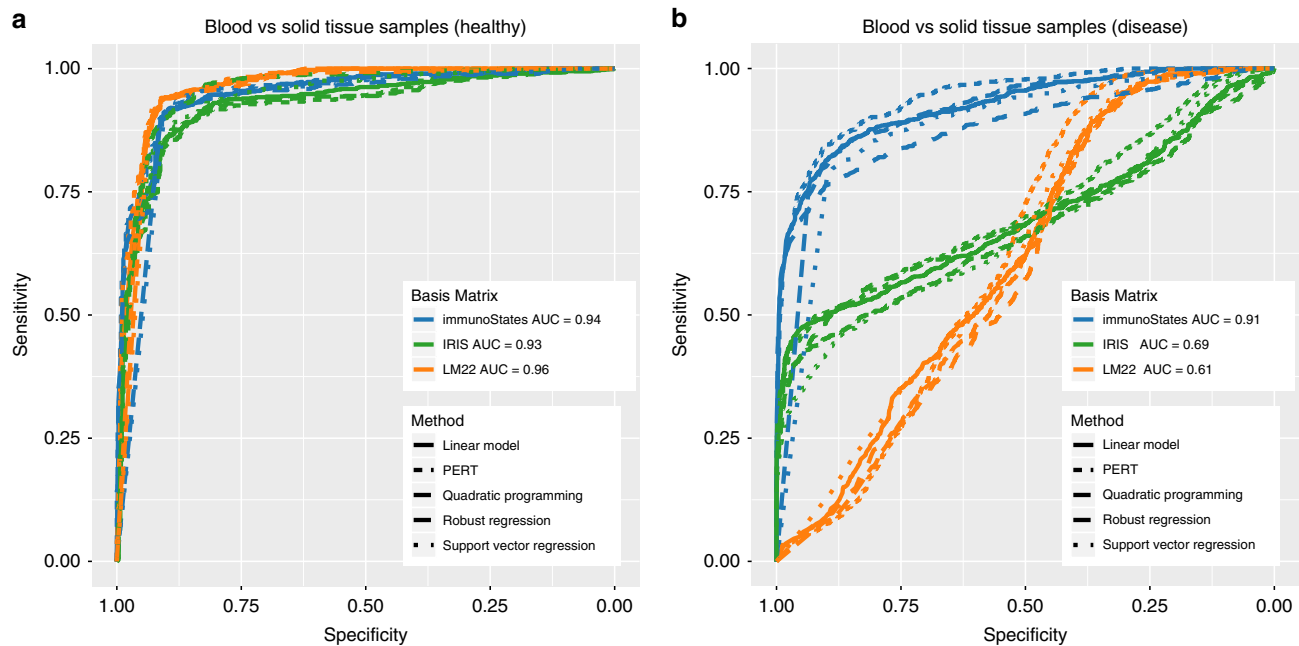 a
Blood vs solid tissue samples (healthy)
1.00
0.75
0.50
0.25
0.00
Sensitivity
Basis Matrix
immunoStates AUC = 0.94
IRIS AUC = 0.93
LM22 AUC = 0.96
Method
Linear model
PERT
Quadratic programming
Robust regression
Support vector regression
1.00 0.75 0.50 0.25 0.00
Specificity
b
Blood vs solid tissue samples (disease)
1.00
0.75
0.50
0.25
0.00
Sensitivity
Basis Matrix
immunoStates AUC = 0.91
IRIS AUC = 0.69
LM22 AUC = 0.61
Method
Linear model
PERT
Quadratic programming
Robust regression
Support vector regression
1.00 0.75 0.50 0.25 0.00
Specificity